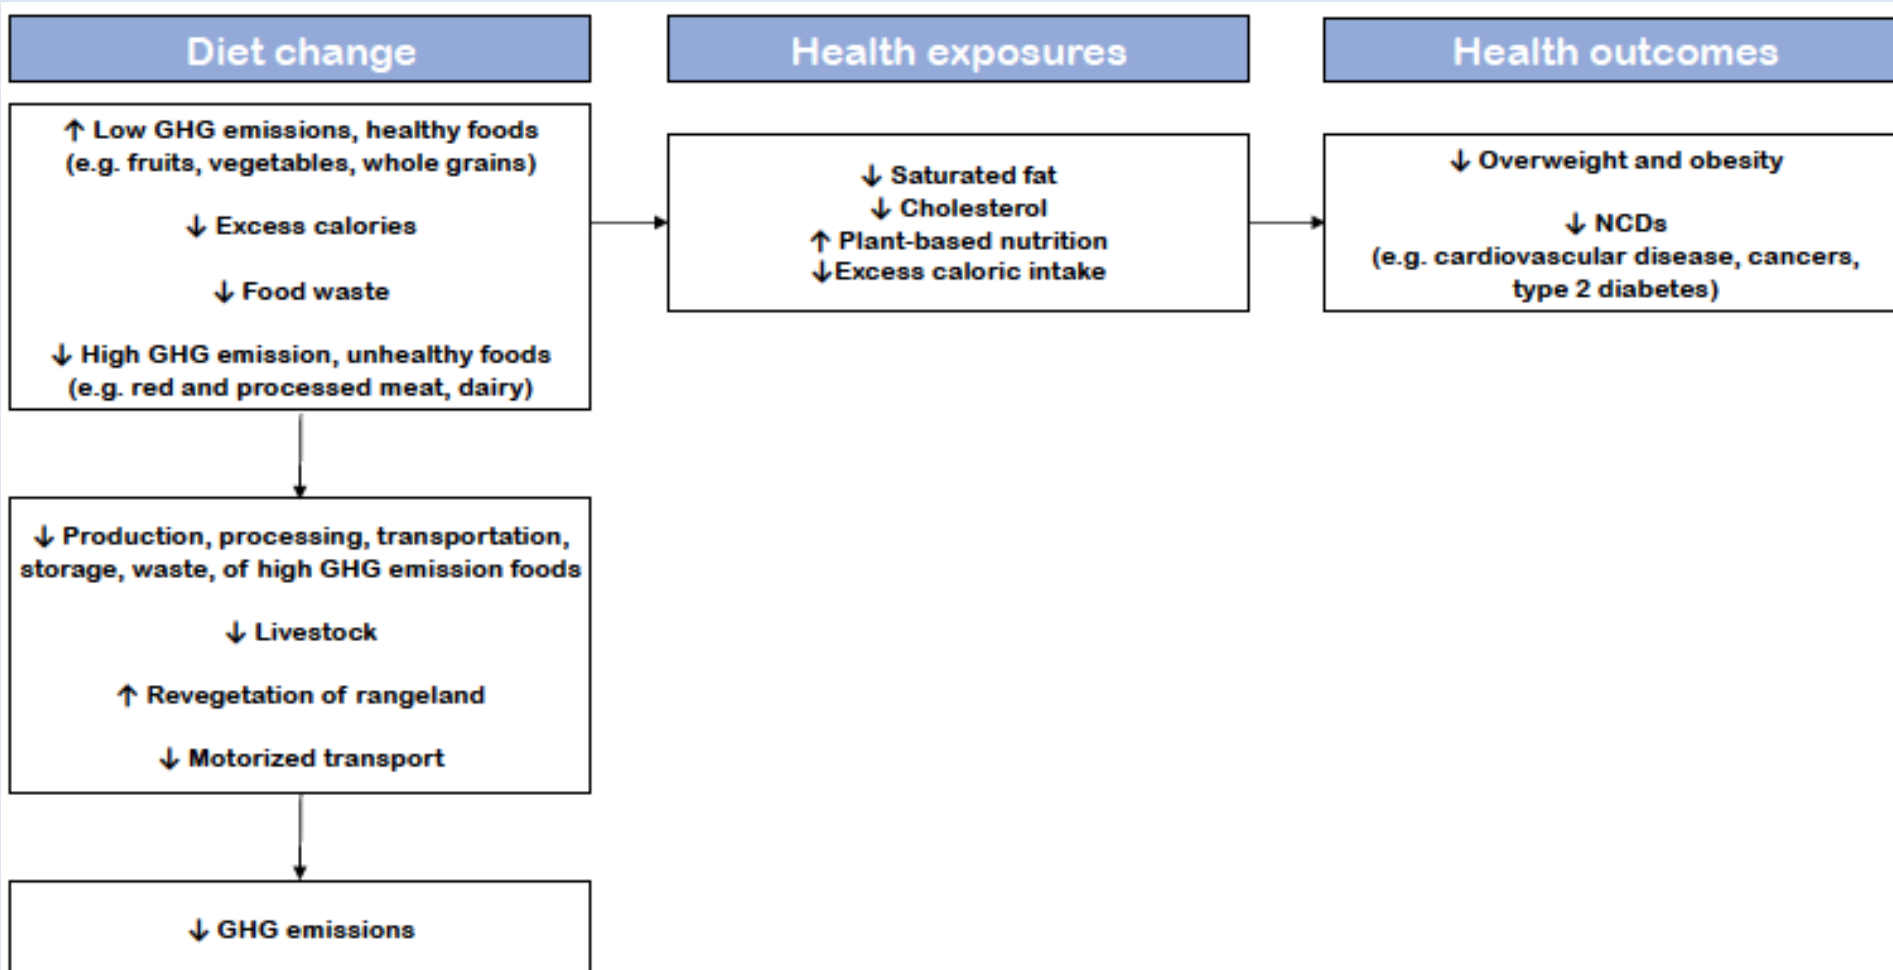 Diet change
↑ Low GHG emissions, healthy foods
(e.g. fruits, vegetables, whole grains)
↓ Excess calories
↓ Food waste
↓ High GHG emission, unhealthy foods
(e.g. red and processed meat, dairy)
↓ Production, processing, transportation,
storage, waste, of high GHG emission foods
↓ Livestock
↑ Revegetation of rangeland
↓ Motorized transport
↓ GHG emissions
Health exposures
↓ Saturated fat
↓ Cholesterol
↑ Plant-based nutrition
↓Excess caloric intake
Health outcomes
↓ Overweight and obesity
↓ NCDs
(e.g. cardiovascular disease, cancers,
type 2 diabetes)